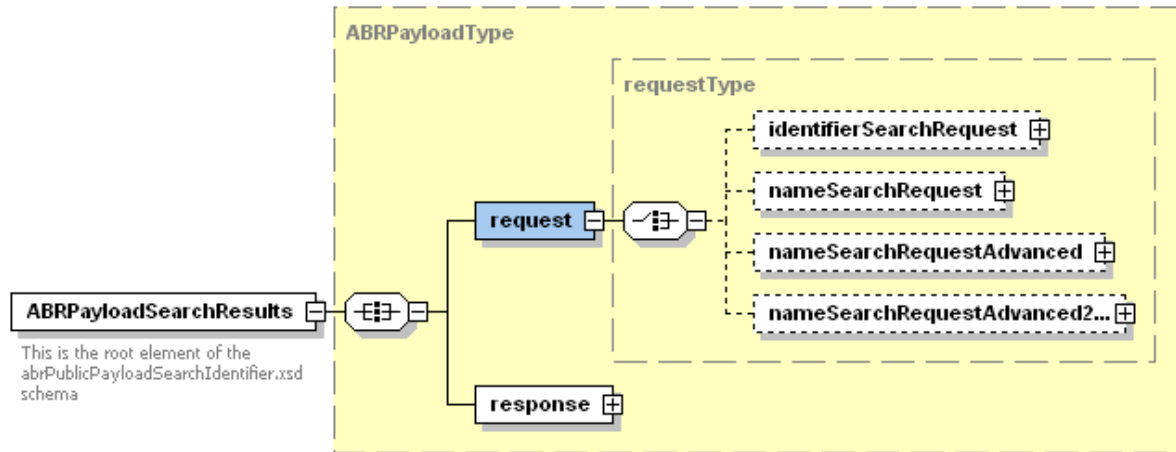 ABRPayloadType
requestType
identifierSearchRequest
nameSearchRequest
request
nameSearchRequestAdvanced
ABRPayloadSearchResults
nameSearchRequestAdvanced2...
This is the root element of the
abrPublicPayloadSearchIdentifier.xsd
schema
response